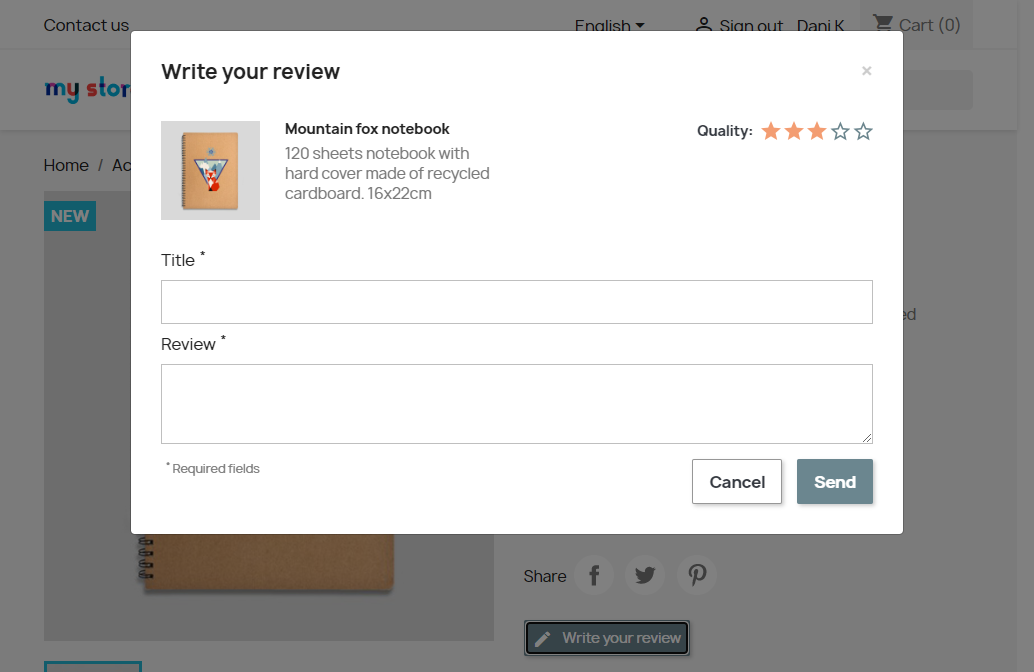 Contact us
English
Sign out
Dani K
Cart (0)
my stor
Write your review
×
Mountain fox notebook
120 sheets notebook with
hard cover made of recycled
cardboard. 16x22cm
Quality:
Home / Ac
NEW
Title *
ed
Review *
* Required fields
Cancel
Send
Share
Write your review